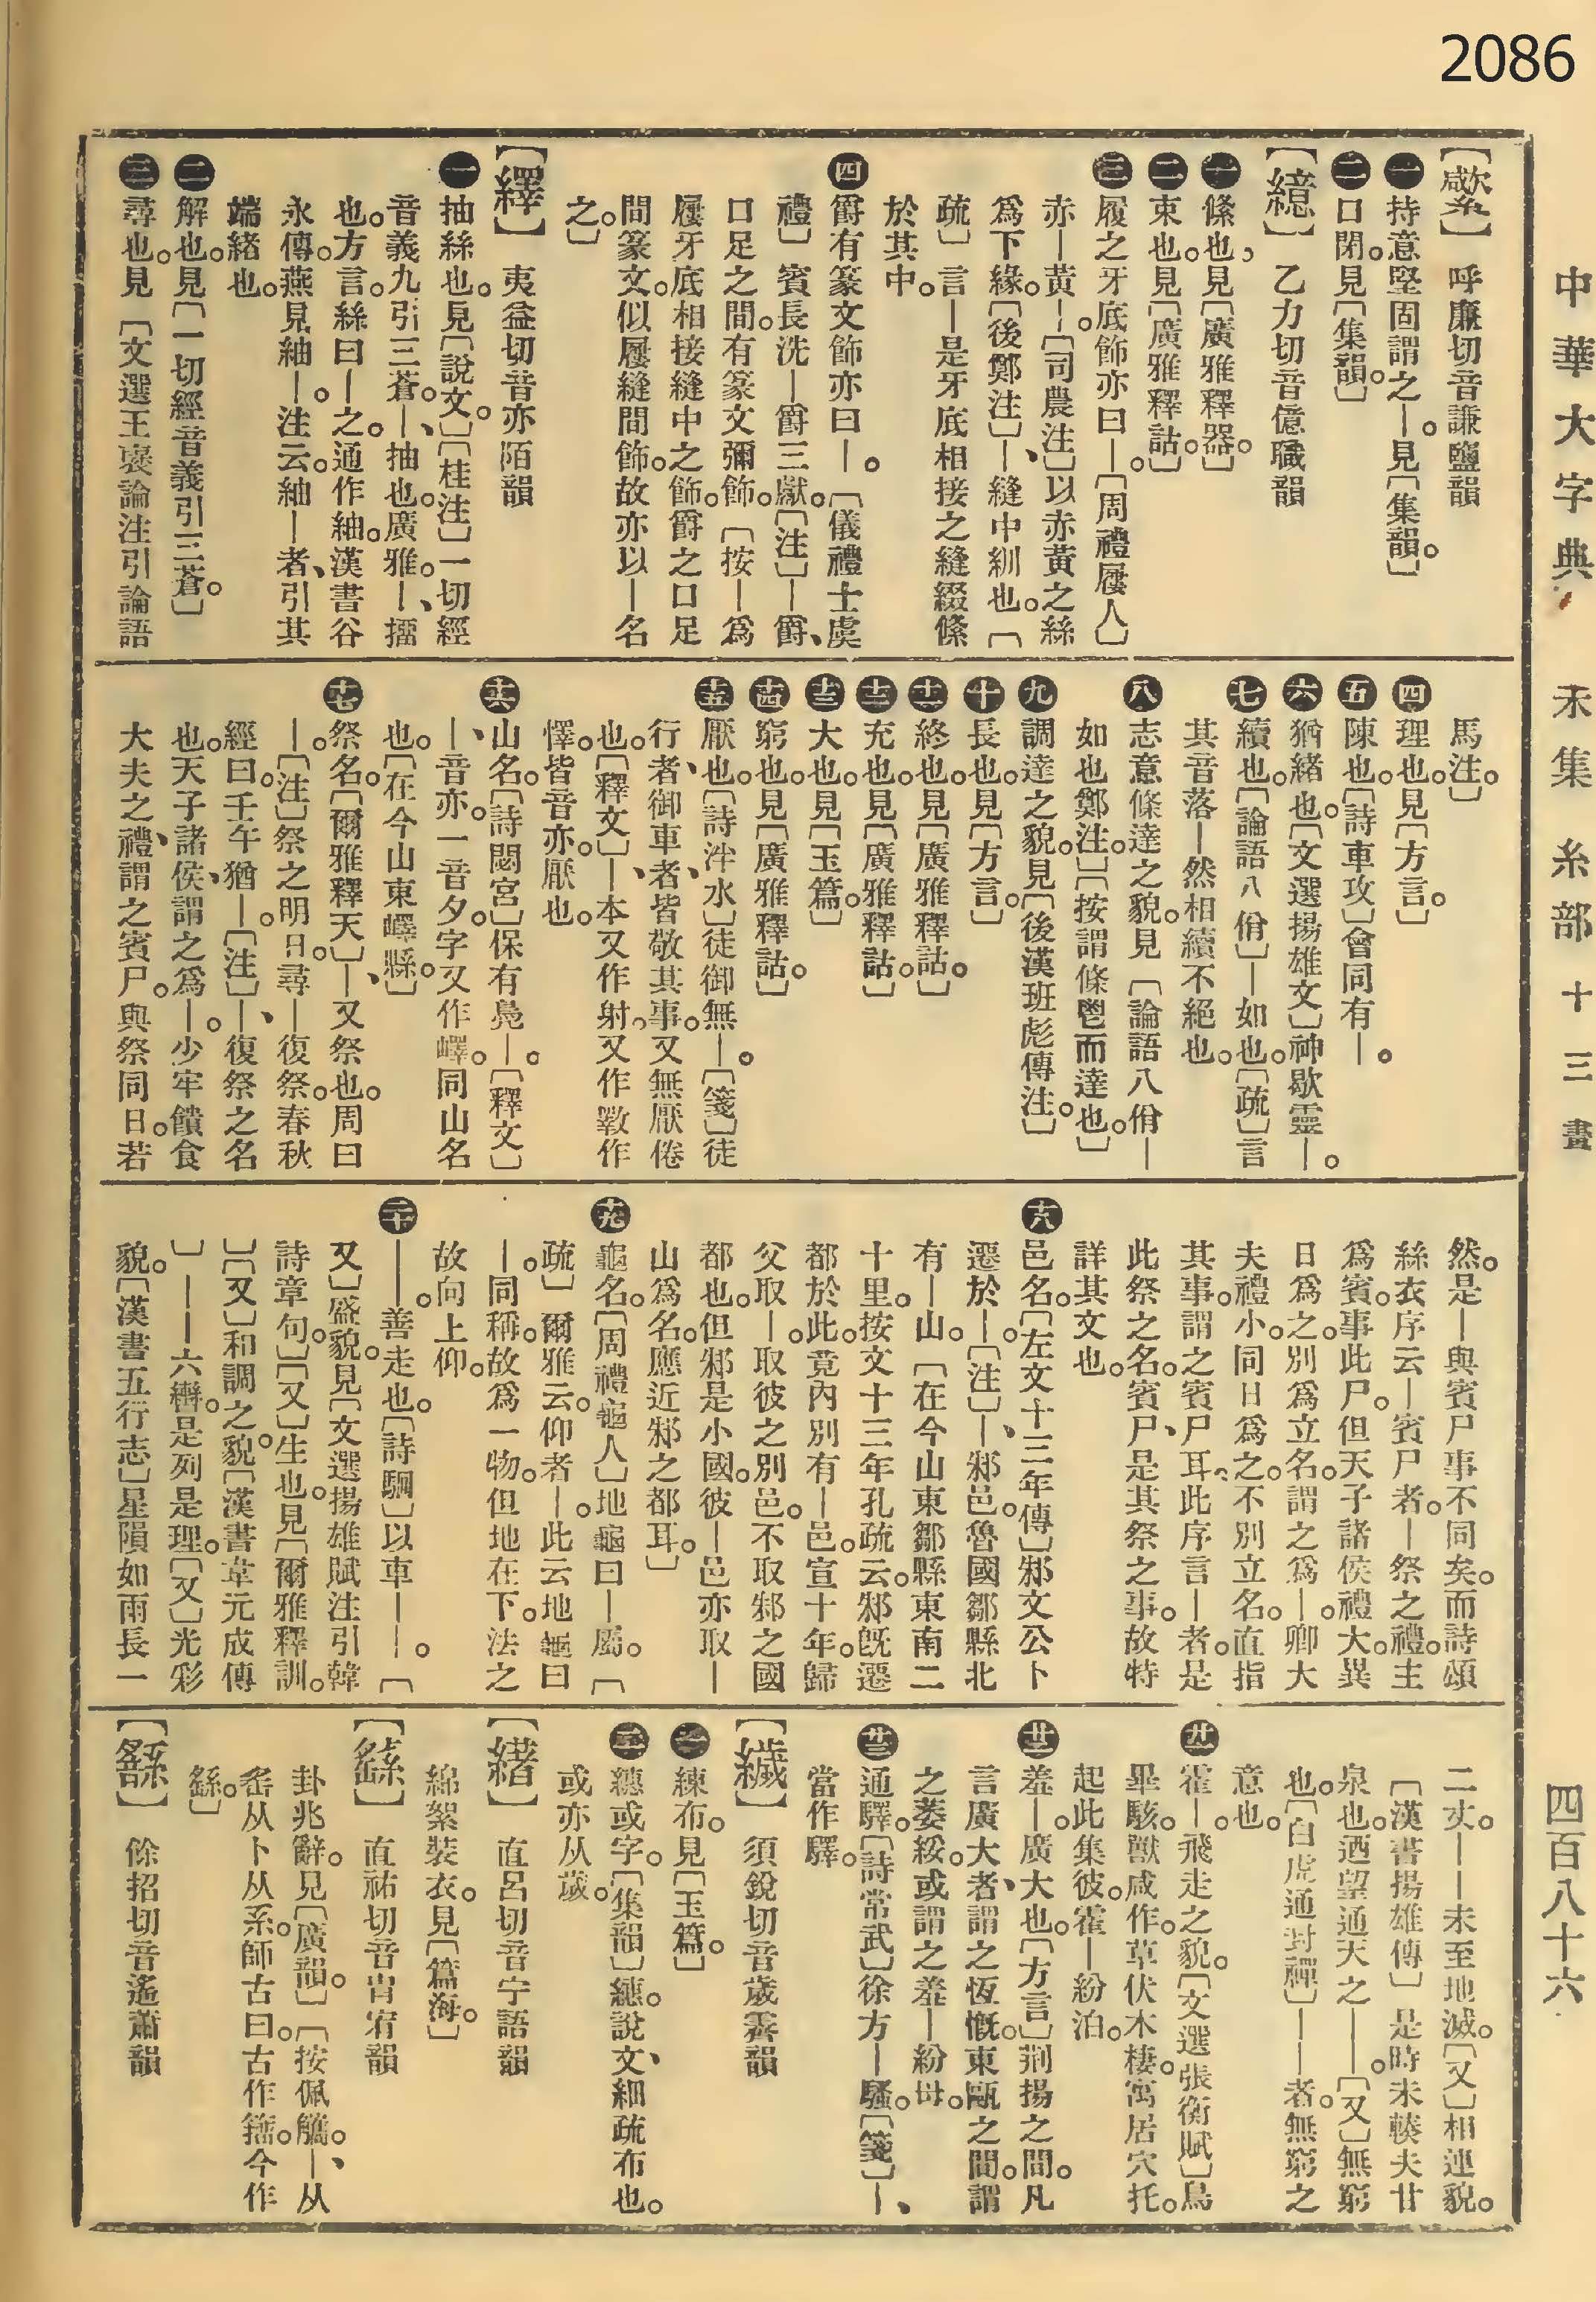 2086
中華大字典
未集
糸部十三畫
四百八十六
呼廉切音謙鹽韻
㊀持意堅固謂之｜見〔集韻〕
㊁口閉見〔集韻〕
〔繶〕乙力切音億職韻
㊀絛也見〔廣雅釋器〕
㊁束也見〔廣雅釋詁〕
㊂履之牙底飾亦曰｜〔周禮屨人〕
赤｜黃｜〔司農注〕以赤黃之絲
爲下緣〔後鄭注〕｜縫中紃也〔
疏〕言｜是牙底相接之縫綴絛
於其中
㊃爵有篆文飾亦曰｜〔儀禮士虞
禮〕賓長洗｜爵三獻〔注〕｜爵
口足之間有篆文彌飾〔按｜爲
屨牙底相接縫中之飾爵之口足
間篆文似屨縫間飾故亦以｜名
之〕
〔繹〕夷益切音亦陌韻
㊀抽絲也見〔說文〕〔桂注〕一切經
音義九引三蒼｜抽也廣雅｜㨨
也方言絲曰｜之通作紬漢書谷
永傳燕見紬｜注云紬｜者引其
端緒也
㊁解也見〔一切經音義引三蒼〕
㊂尋也見〔文選王襃論注引論語
馬注〕
㊃理也見〔方言〕
㊄陳也〔詩車攻〕會同有｜
㊅猶緒也〔文選揚雄文〕神歇靈｜
㊆續也〔論語八佾〕｜如也〔疏〕言
其音落｜然相續不絕也
㊇志意條達之貌見〔論語八佾｜
如也鄭注〕〔按謂條鬯而達也〕
㊈調達之貌見〔後漢班彪傳注〕
㊉長也見〔方言〕
十一終也見〔廣雅釋詁〕
十二充也見〔廣雅釋詁〕
十三大也見〔玉篇〕
十四窮也見〔廣雅釋詁〕
十五厭也〔詩泮水〕徒御無｜〔箋〕徒
行者御車者皆敬其事又無厭倦
也〔釋文〕｜本又作射又作斁作
懌皆音亦厭也
十六山名〔詩閟宮〕保有鳧｜〔釋文〕
｜音亦一音夕字又作嶧同山名
也〔在今山東嶧縣〕
十七祭名〔爾雅釋天〕｜又祭也周曰
｜〔注〕祭之明日尋｜復祭春秋
經曰壬午猶｜〔注〕｜復祭之名
也天子諸侯謂之爲｜少牢饋食
大夫之禮謂之賓尸與祭同日若
然是｜與賓尸事不同矣而詩頌
絲衣序云｜賓尸者｜祭之禮主
爲賓事此尸但天子諸侯禮大異
日爲之別爲立名謂之爲｜卿大
夫禮小同日爲之不別立名直指
其事謂之賓尸耳此序言｜者是
此祭之名賓尸是其祭之事故特
詳其文也
十八邑名〔左文十三年傳〕邾文公卜
遷於｜〔注〕｜邾邑魯國鄒縣北
有｜山〔在今山東鄒縣東南二
十里按文十三年孔疏云邾旣遷
都於此竟內別有｜邑宣十年歸
父取｜取彼之別邑不取邾之國
都也但邾是小國彼｜邑亦取｜
山爲名應近邾之都耳〕
十九龜名〔周禮龜人〕地龜曰｜屬〔
疏〕爾雅云仰者｜此云地龜曰
｜同稱故爲一物但地在下法之
故向上仰
二十｜｜善走也〔詩駉〕以車｜｜〔
又〕盛貌見〔文選揚雄賦注引韓
詩章句〕〔又〕生也見〔爾雅釋訓
〕〔又〕和調之貌〔漢書韋元成傳
〕｜｜六轡是列是理〔又〕光彩
貌〔漢書五行志〕星隕如雨長一
二丈｜｜未至地滅〔又〕相連貌
〔漢書揚雄傳〕是時未轃夫甘
泉也迺望通天之｜｜〔又〕無窮
也〔白虎通封禪〕｜｜者無窮之
意也
廿一霍｜飛走之貌〔文選張衡賦〕鳥
畢駭獸咸作草伏木棲寓居穴托
起此集彼霍｜紛泊
廿二羞｜廣大也〔方言〕荆揚之間凡
言廣大者謂之恆慨東甌之間謂
之蔢綏或謂之羞｜紛毋
廿三通驛〔詩常武〕徐方｜騷〔箋〕｜
當作驛
〔繀〕須銳切音歲霽韻
㊀練布見〔玉篇〕
㊁繐或字〔集韻〕繐說文細疏布也
或亦从歲
〔䋰〕直呂切音宁語韻
綿絮裝衣見〔篇海〕
〔繇〕直祐切音胄宥韻
卦兆辭見〔廣韻〕〔按佩觿｜从
䍃从卜从系師古曰古作籀今作
繇〕
餘招切音遙蕭韻